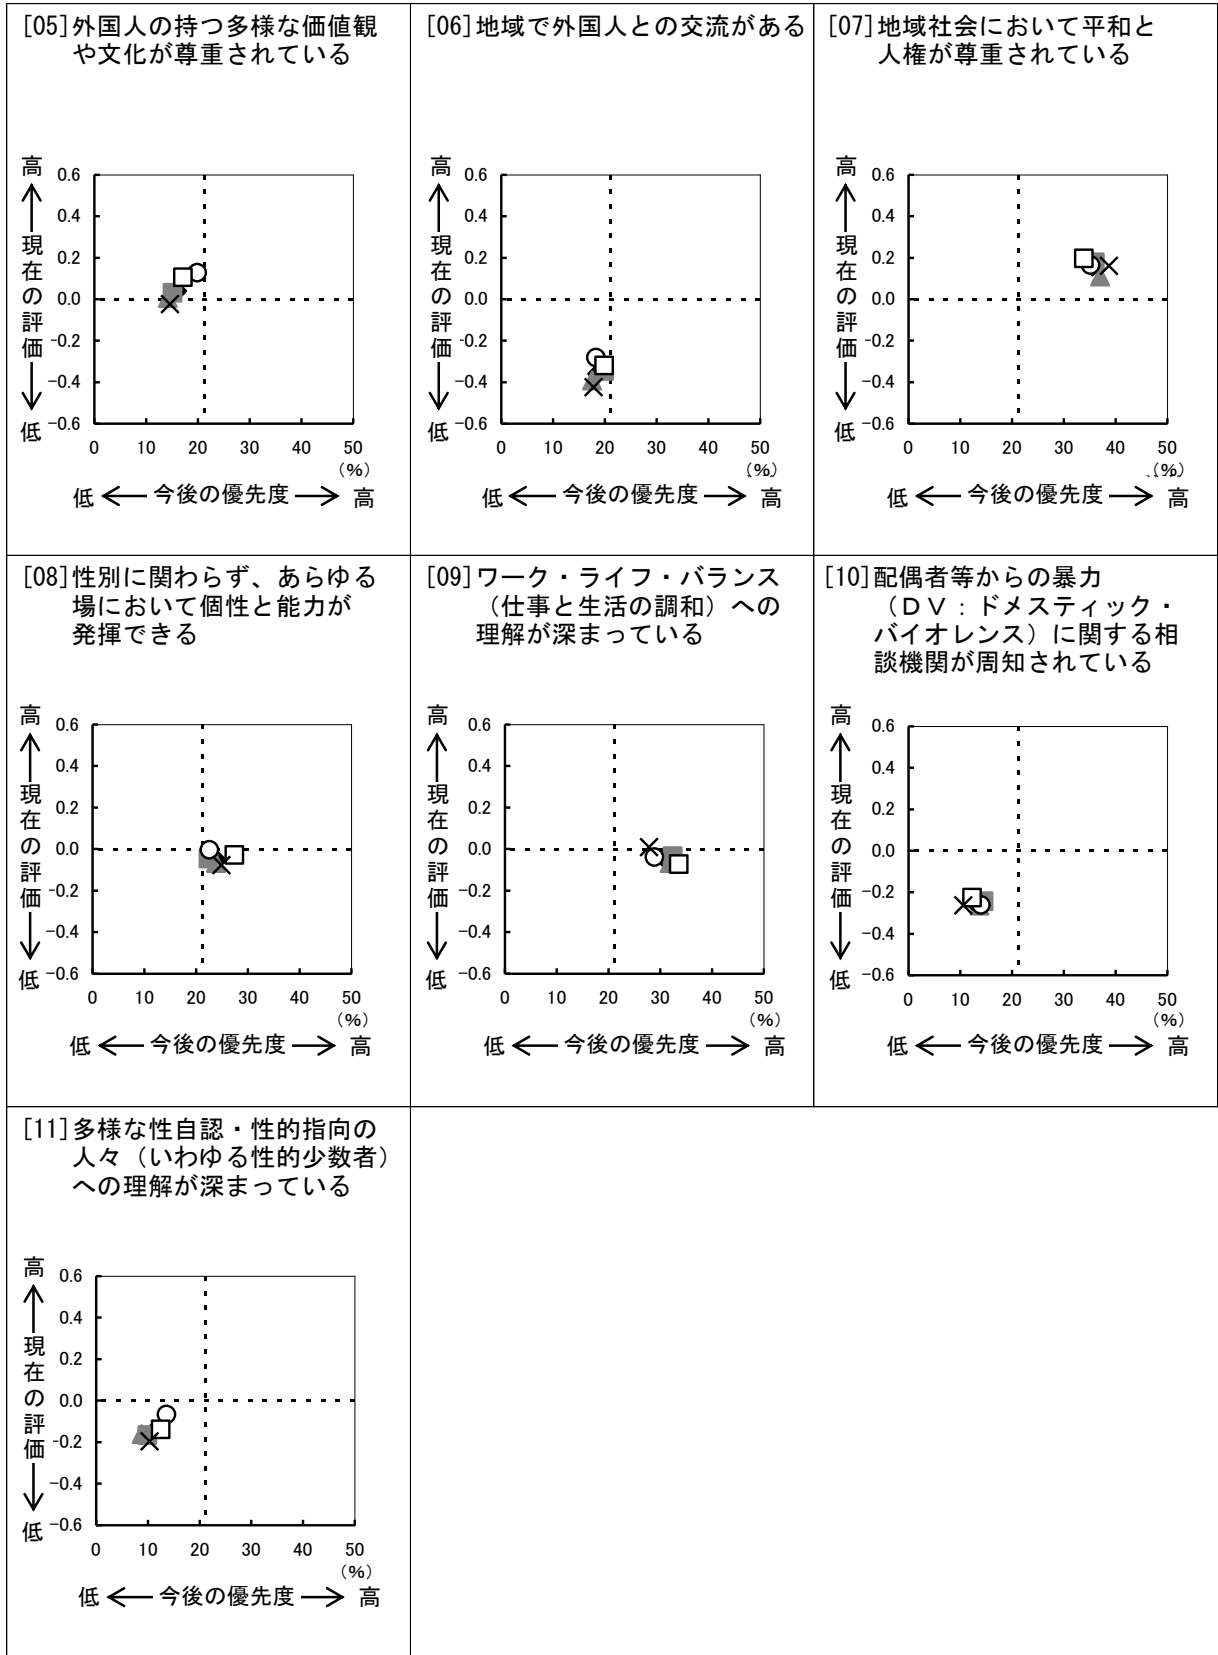 [05]外国人の持つ多様な価値観
や文化が尊重されている
高
現在の評価
低
0.6
0.4
0.2
0.0
-0.2
-0.4
-0.6
0 10 20 30 40 50
(%)
低 ← 今後の優先度 → 高
[06]地域で外国人との交流がある
高
現在の評価
低
0.6
0.4
0.2
0.0
-0.2
-0.4
-0.6
0 10 20 30 40 50
(%)
低 ← 今後の優先度 → 高
[07]地域社会において平和と
人権が尊重されている
高
現在の評価
低
0.6
0.4
0.2
0.0
-0.2
-0.4
-0.6
0 10 20 30 40 50
(%)
低 ← 今後の優先度 → 高
[08]性別に関わらず、あらゆる
場において個性と能力が
発揮できる
高
現在の評価
低
0.6
0.4
0.2
0.0
-0.2
-0.4
-0.6
0 10 20 30 40 50
(%)
低 ← 今後の優先度 → 高
[09]ワーク・ライフ・バランス
（仕事と生活の調和）への
理解が深まっている
高
現在の評価
低
0.6
0.4
0.2
0.0
-0.2
-0.4
-0.6
0 10 20 30 40 50
(%)
低 ← 今後の優先度 → 高
[10]配偶者等からの暴力
（ＤＶ：ドメスティック・
バイオレンス）に関する相
談機関が周知されている
高
現在の評価
低
0.6
0.4
0.2
0.0
-0.2
-0.4
-0.6
0 10 20 30 40 50
(%)
低 ← 今後の優先度 → 高
[11]多様な性自認・性的指向の
人々（いわゆる性的少数者）
への理解が深まっている
高
現在の評価
低
0.6
0.4
0.2
0.0
-0.2
-0.4
-0.6
0 10 20 30 40 50
(%)
低 ← 今後の優先度 → 高